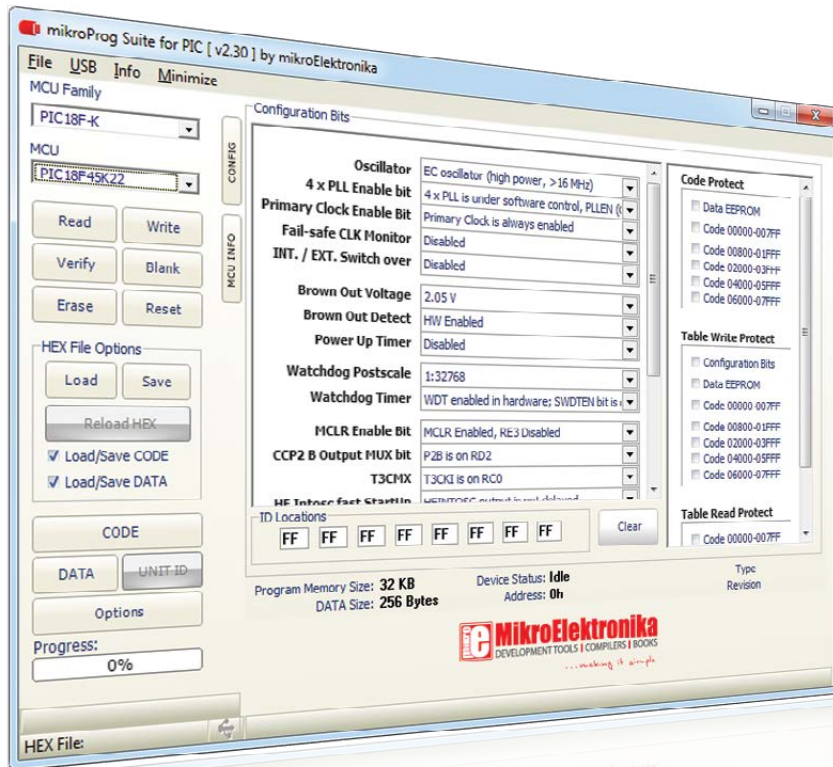 mikroProg Suite for PIC [ v2.30 ] by mikroElektronika
File USB Info Minimize
MCU Family
PIC18F-K
MCU
PIC18F45K22
Read Write
Verify Blank
Erase Reset
HEX File Options
Load Save
Reload HEX
Load/Save CODE
Load/Save DATA
CODE
DATA UNIT ID
Options
Progress:
0%
HEX File:
CONFIG
MCU INFO
Configuration Bits
Oscillator EC oscillator (high power, >16 MHz)
4 x PLL Enable bit 4 x PLL is under software control, PLLEN
Primary Clock Enable Bit Primary Clock is always enabled
Fail-safe CLK Monitor Disabled
INT. / EXT. Switch over Disabled
Brown Out Voltage 2.05 V
Brown Out Detect HW Enabled
Power Up Timer Disabled
Watchdog Postscale 1:32768
Watchdog Timer WDT enabled in hardware; SWDTEN bit is
MCLR Enable Bit MCLR Enabled, RE3 Disabled
CCP2 B Output MUX bit P2B is on RD2
T3CMX T3CKI is on RC0
HF Intosc fast StartUp HFINTOSC output is not delayed
ID Locations
FF FF FF FF FF FF FF FF
Clear
Code Protect
Data EEPROM
Code 00000-007FF
Code 00800-01FFF
Code 02000-03FFF
Code 04000-05FFF
Code 06000-07FFF
Table Write Protect
Configuration Bits
Data EEPROM
Code 00000-007FF
Code 00800-01FFF
Code 02000-03FFF
Code 04000-05FFF
Code 06000-07FFF
Table Read Protect
Code 00000-007FF
Program Memory Size: 32 KB
DATA Size: 256 Bytes
Device Status: Idle
Address: 0h
Type
Revision
MikroElektronika
DEVELOPMENT TOOLS | COMPILERS | BOOKS
...making it simple